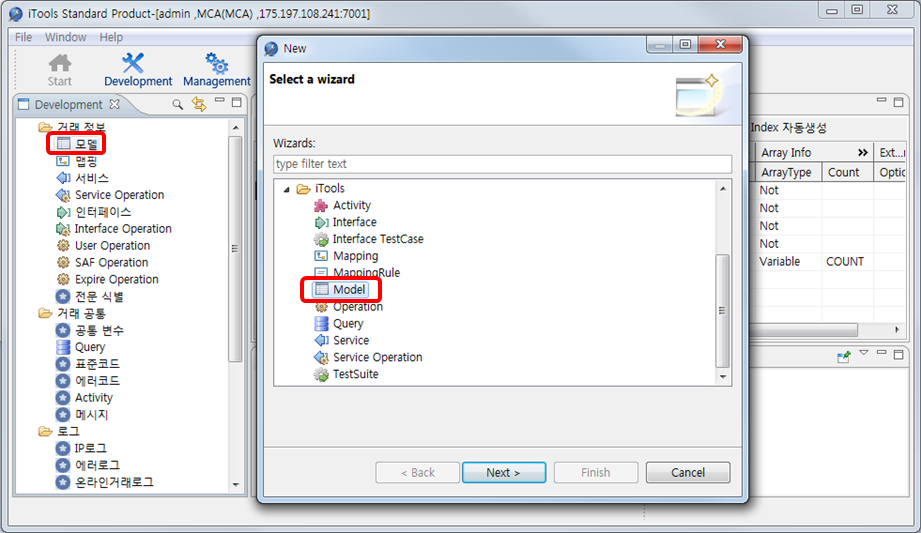 iTools Standard Product-[admin ,MCA(MCA) ,175.197.108.241:7001]
File Window Help
Start Development Management
Development
거래 정보
모델
맵핑
서비스
Service Operation
인터페이스
Interface Operation
User Operation
SAF Operation
Expire Operation
전문 식별
거래 공통
공통 변수
Query
표준코드
에러코드
Activity
메시지
로그
IP로그
에러로그
온라인거래로그
New
Select a wizard
Wizards:
type filter text
iTools
Activity
Interface
Interface TestCase
Mapping
MappingRule
Model
Operation
Query
Service
Service Operation
TestSuite
< Back Next > Finish Cancel
Index 자동생성
Array Info >> Ext...
ArrayType Count Optio
Not
Not
Not
Not
Variable COUNT